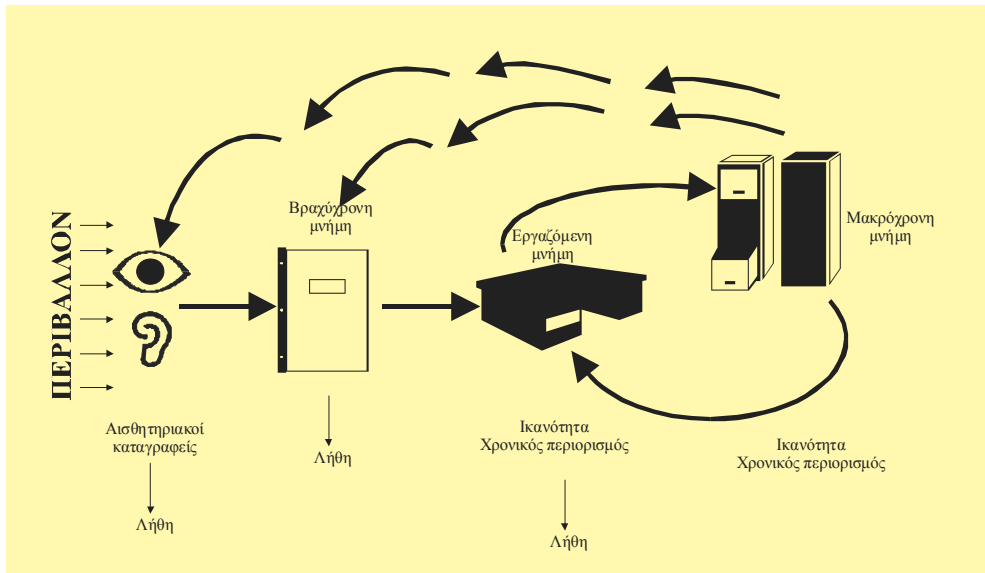 ΠΕΡΙΒΑΛΛΟΝ
Βραχύχρονη
μνήμη
Εργαζόμενη
μνήμη
Μακρόχρονη
μνήμη
Αισθητηριακοί
καταγραφείς
Λήθη
Λήθη
Ικανότητα
Χρονικός περιορισμός
Λήθη
Ικανότητα
Χρονικός περιορισμός